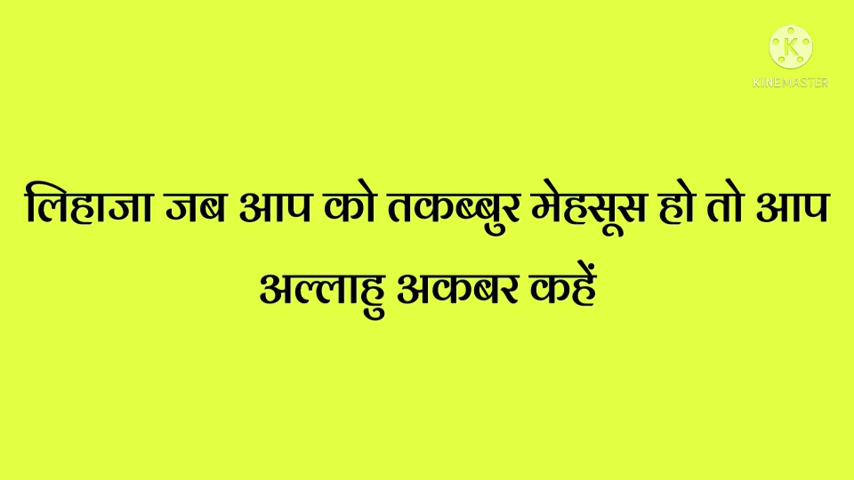 K
KINEMASTER
लिहाजा जब आप को तकब्बुर मेहसूस हो तो आप
अल्लाहु अकबर कहें